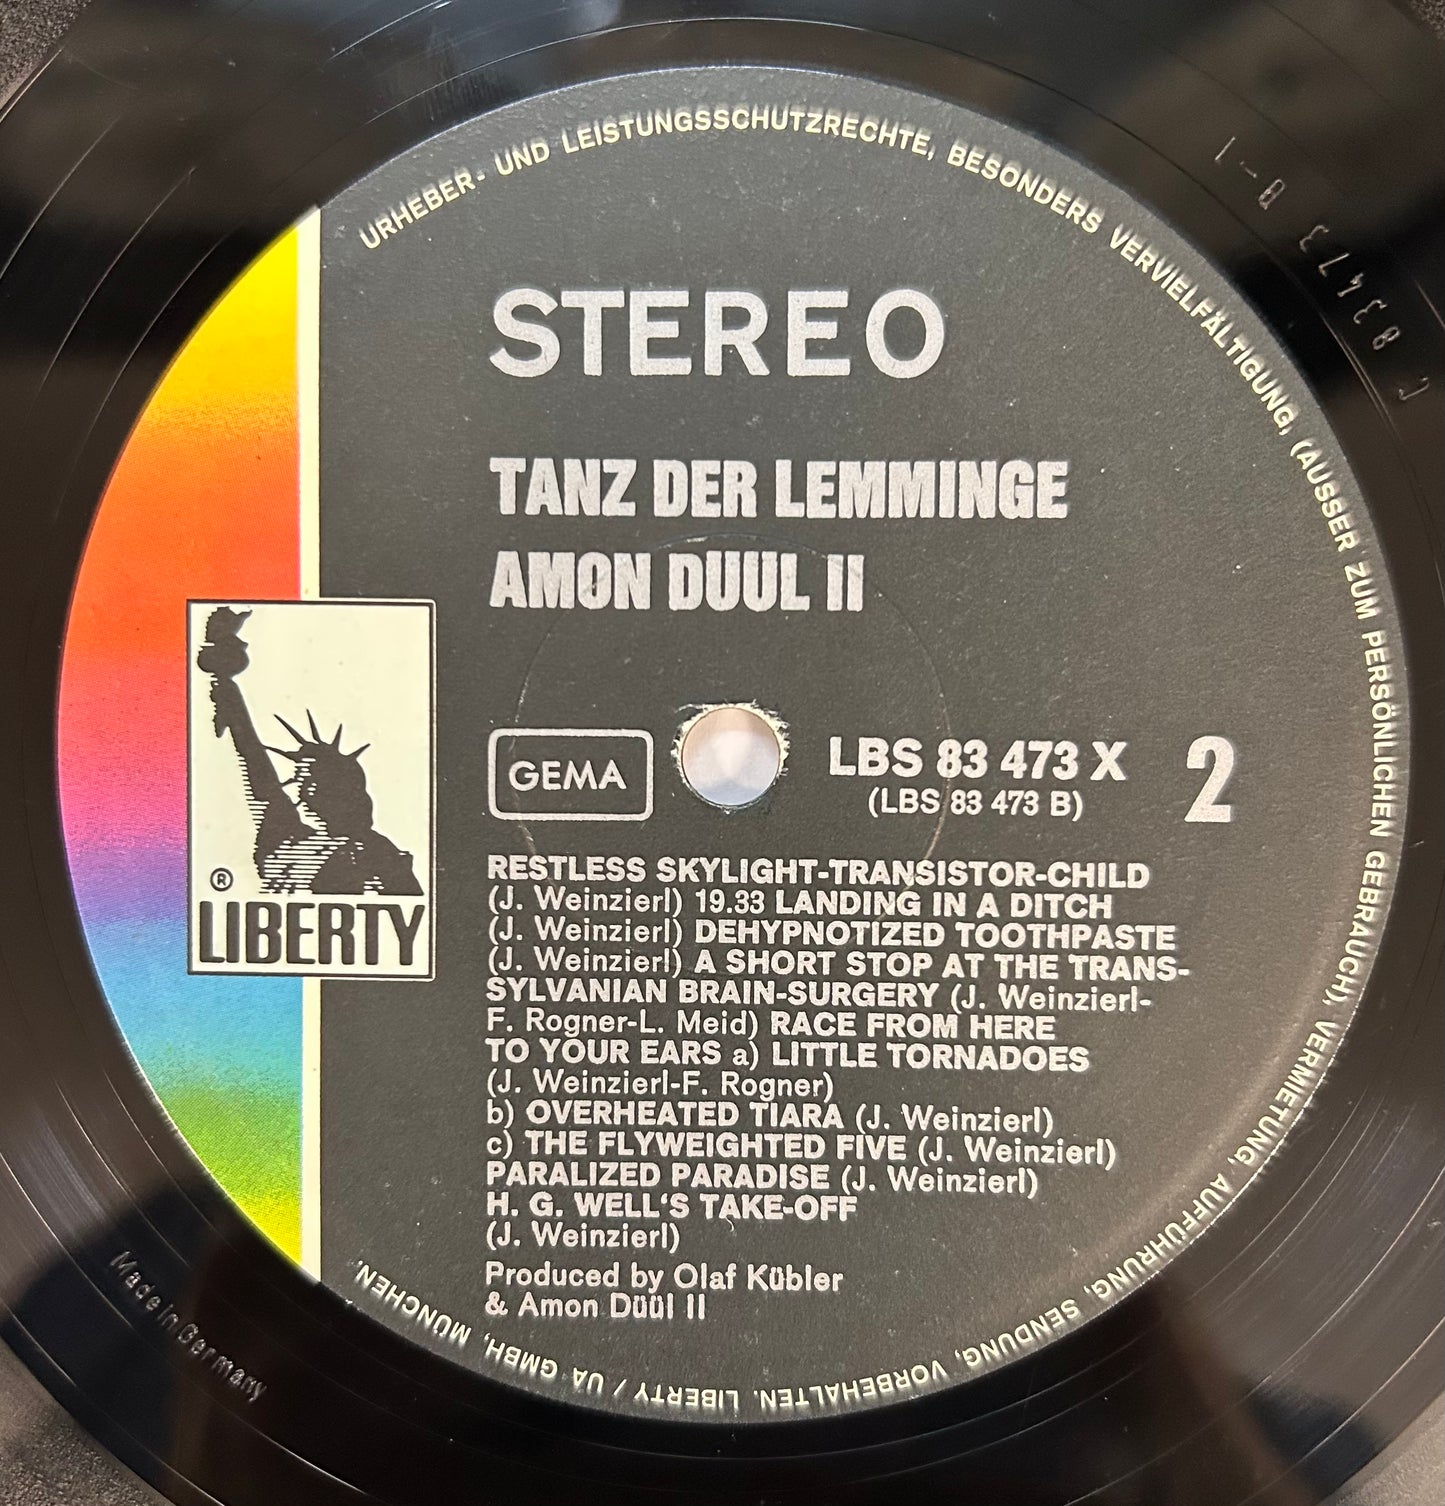 URHEBER- UND LEISTUNGSSCHUTZRECHTE, BESONDERS VERVIELFÄLTIGUNG, (AUSSER ZUM PERSÖNLICHEN GEBRAUCH), VERMIETUNG, AUFFÜHRUNG, SENDUNG, VORBEHALTEN. LIBERTY / UA GMBH, MÜNCHEN.
STEREO
TANZ DER LEMMINGE
AMON DÜÜL II
GEMA
LBS 83 473 X 2
(LBS 83 473 B)
® LIBERTY
RESTLESS SKYLIGHT-TRANSISTOR-CHILD
(J. Weinzierl) 19.33 LANDING IN A DITCH
(J. Weinzierl) DEHYPNOTIZED TOOTHPASTE
(J. Weinzierl) A SHORT STOP AT THE TRANS-
SYLVANIAN BRAIN-SURGERY (J. Weinzierl-
F. Rogner-L. Meid) RACE FROM HERE
TO YOUR EARS a) LITTLE TORNADOES
(J. Weinzierl-F. Rogner)
b) OVERHEATED TIARA (J. Weinzierl)
c) THE FLYWEIGHTED FIVE (J. Weinzierl)
PARALIZED PARADISE (J. Weinzierl)
H. G. WELL'S TAKE-OFF
(J. Weinzierl)
Produced by Olaf Kübler
& Amon Düül II
Made in Germany